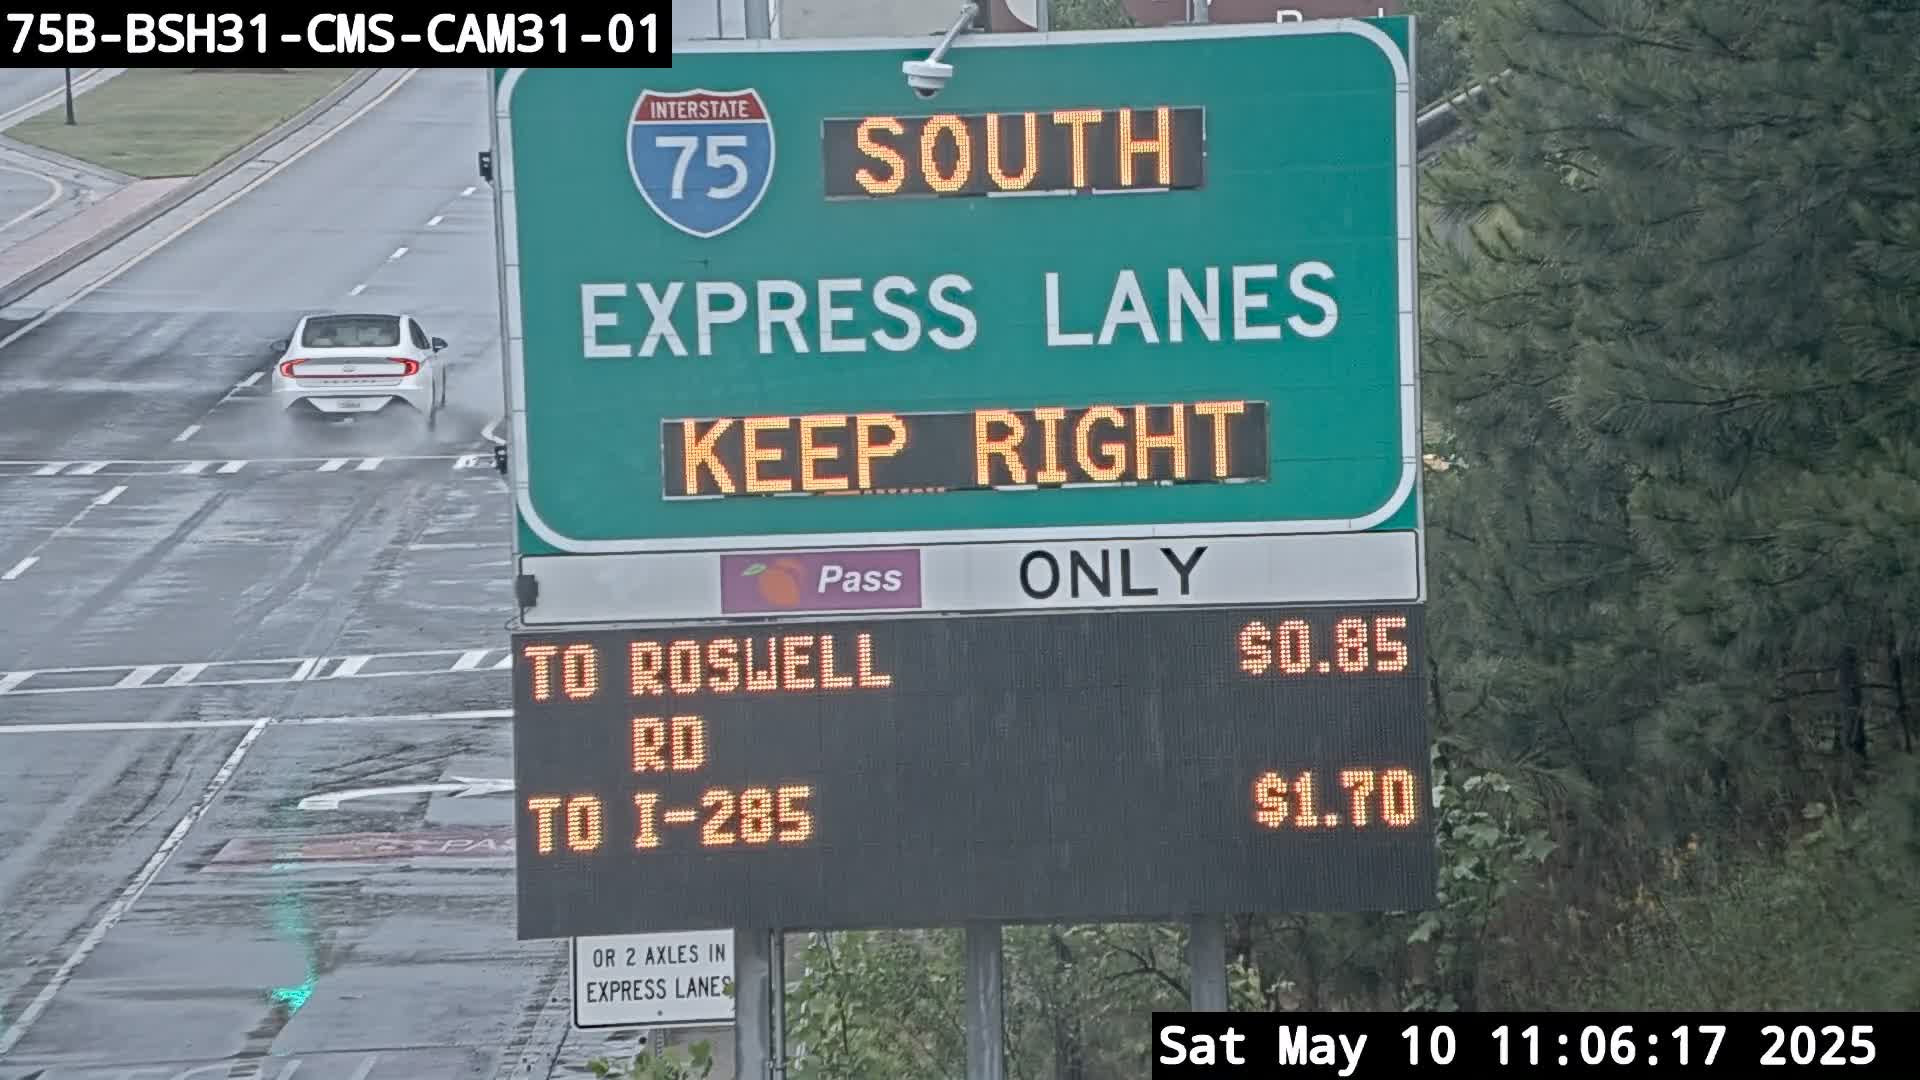 75B-BSH31-CMS-CAM31-01
INTERSTATE
75
SOUTH
EXPRESS LANES
KEEP RIGHT
Pass
ONLY
TO ROSWELL $0.85
RD
TO I-285 $1.70
OR 2 AXLES IN
EXPRESS LANES
Sat May 10 11:06:17 2025